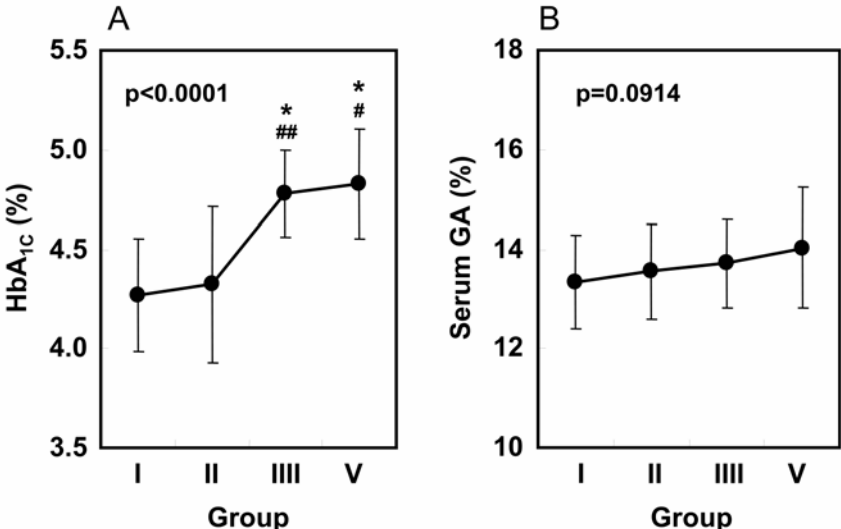 A
5.5
5.0
4.5
4.0
3.5
HbA1C (%)
p<0.0001
*
##
*
#
I II IIII V
Group
B
18
16
14
12
10
Serum GA (%)
p=0.0914
I II IIII V
Group